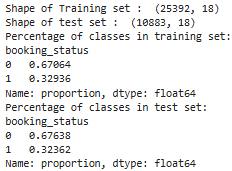 Shape of Training set :  (25392, 18)
Shape of test set :  (10883, 18)
Percentage of classes in training set:
booking_status
0   0.67064
1   0.32936
Name: proportion, dtype: float64
Percentage of classes in test set:
booking_status
0   0.67638
1   0.32362
Name: proportion, dtype: float64